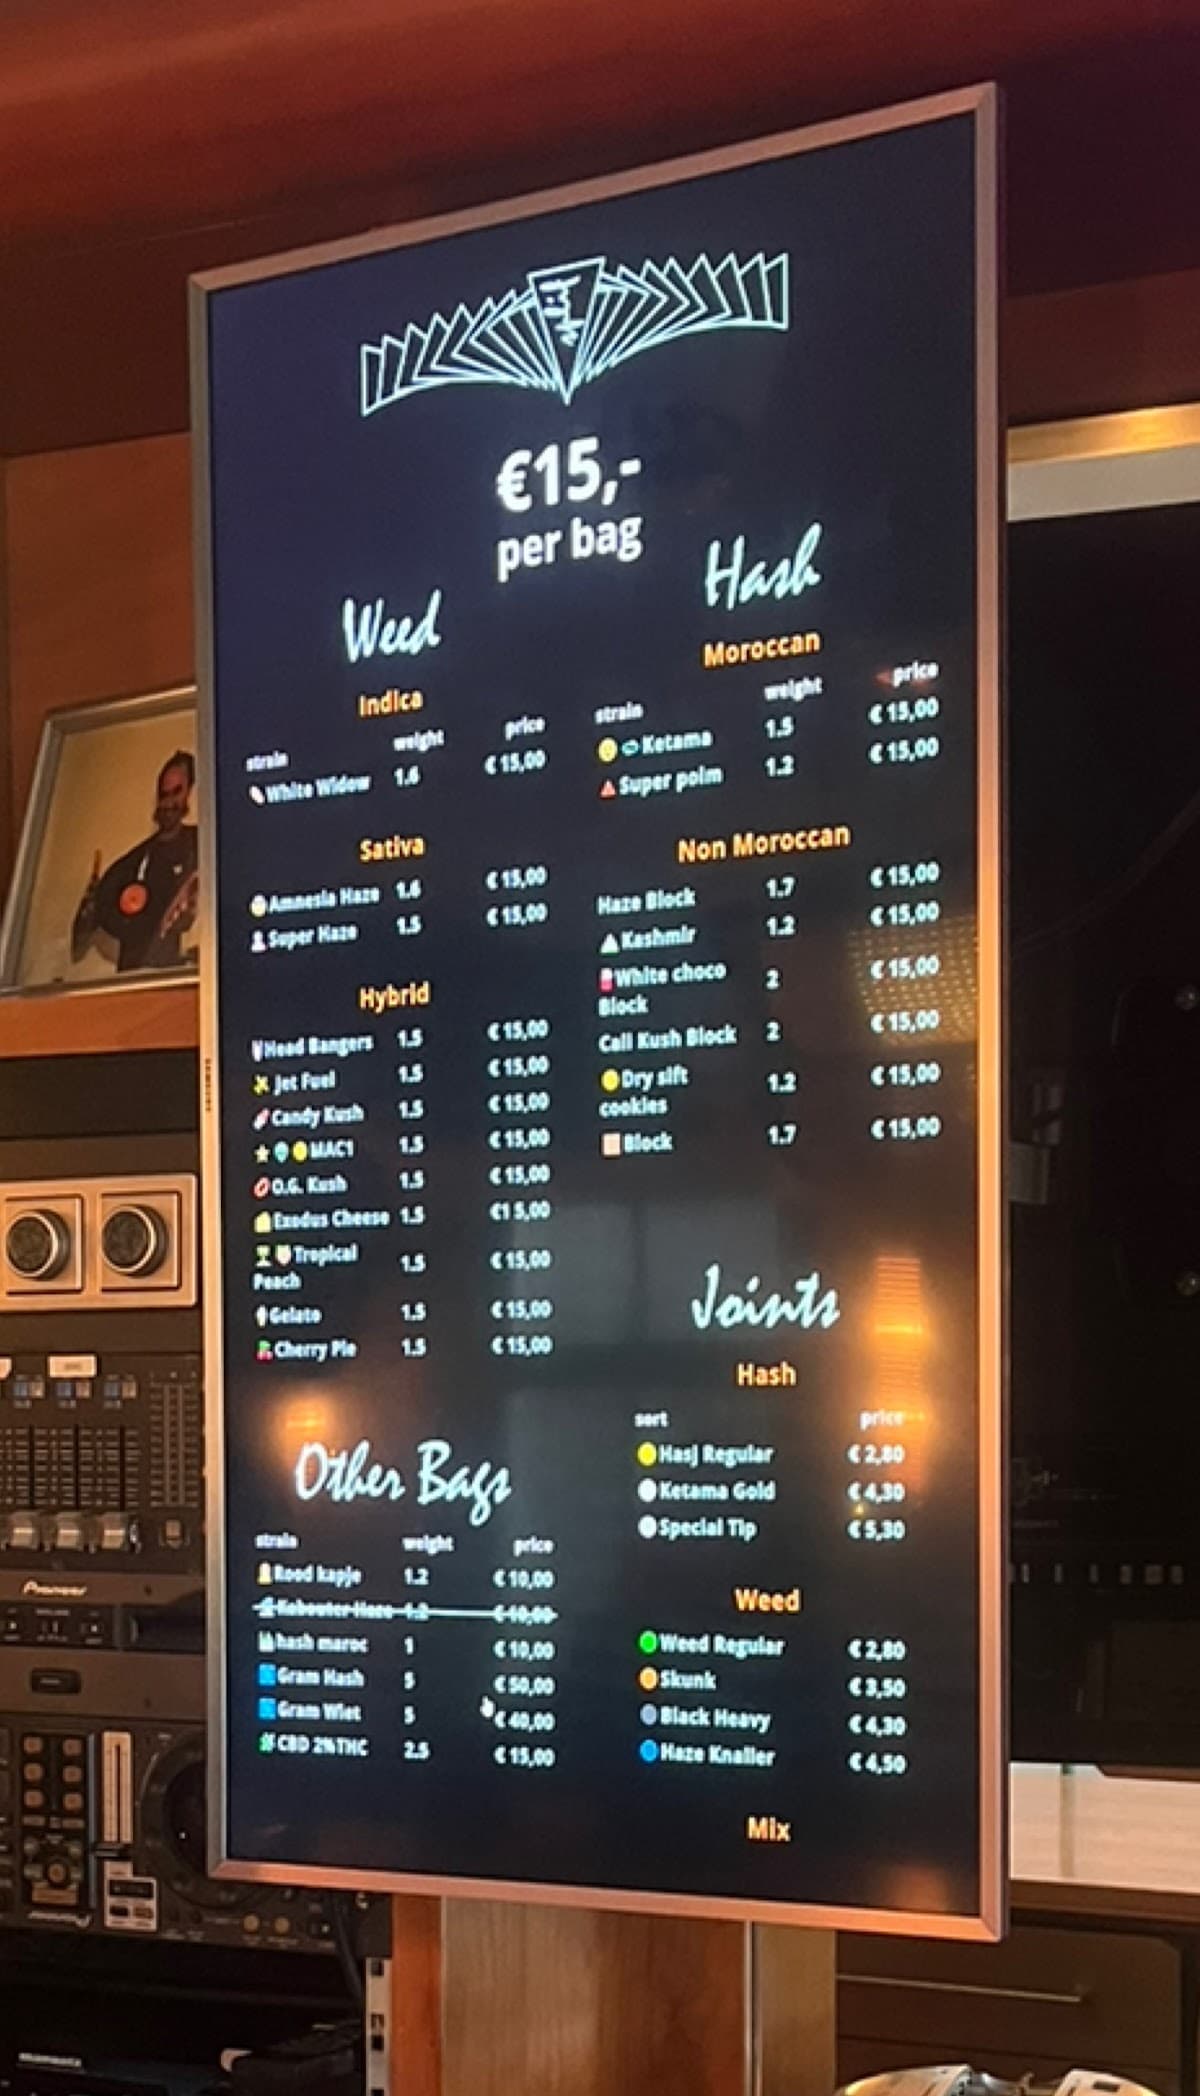 €15,-
per bag
Weed
Indica
strain weight price
White Widow 1.6 € 15,00
Sativa
Amnesia Haze 1.6 € 15,00
Super Haze 1.5 € 15,00
Hybrid
Head Bangers 1.5 € 15,00
Jet Fuel 1.5 € 15,00
Candy Kush 1.5 € 15,00
MAC1 1.5 € 15,00
O.G. Kush 1.5 € 15,00
Exodus Cheese 1.5 €1 5,00
Tropical
Peach 1.5 € 15,00
Gelato 1.5 € 15,00
Cherry Pie 1.5 € 15,00
Other Bags
strain weight price
Rood kapje 1.2 € 10,00
Kabouter Haze 1.2 € 10,00
hash maroc 1 € 10,00
Gram Hash 5 € 50,00
Gram Wiet 5 € 40,00
CBD 2%THC 2.5 € 15,00
Hash
Moroccan
strain weight price
Ketama 1.5 € 15,00
Super polm 1.2 € 15,00
Non Moroccan
Haze Block 1.7 € 15,00
Kashmir 1.2 € 15,00
White choco
Block 2 € 15,00
Cali Kush Block 2 € 15,00
Dry sift
cookies 1.2 € 15,00
Block 1.7 € 15,00
Joints
Hash
sort price
Hasj Regular € 2,80
Ketama Gold € 4,30
Special Tip € 5,30
Weed
Weed Regular € 2,80
Skunk € 3,50
Black Heavy € 4,30
Haze Knaller € 4,50
Mix
Pioneer